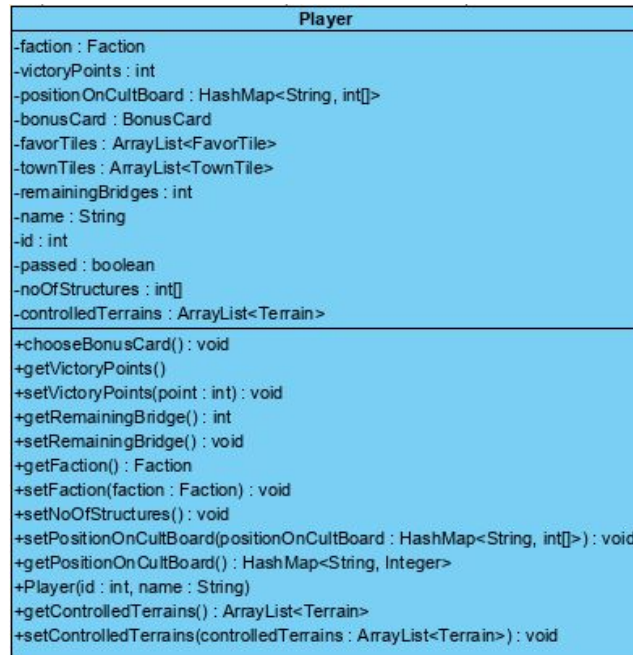 Player
-faction : Faction
-victoryPoints : int
-positionOnCultBoard : HashMap<String, int[]>
-bonusCard : BonusCard
-favorTiles : ArrayList<FavorTile>
-townTiles : ArrayList<TownTile>
-remainingBridges : int
-name : String
-id : int
-passed : boolean
-noOfStructures : int[]
-controlledTerrains : ArrayList<Terrain>
+chooseBonusCard() : void
+getVictoryPoints()
+setVictoryPoints(point : int) : void
+getRemainingBridge() : int
+setRemainingBridge() : void
+getFaction() : Faction
+setFaction(faction : Faction) : void
+setNoOfStructures() : void
+setPositionOnCultBoard(positionOnCultBoard : HashMap<String, int[]>) : void
+getPositionOnCultBoard() : HashMap<String, Integer>
+Player(id : int, name : String)
+getControlledTerrains() : ArrayList<Terrain>
+setControlledTerrains(controlledTerrains : ArrayList<Terrain>) : void